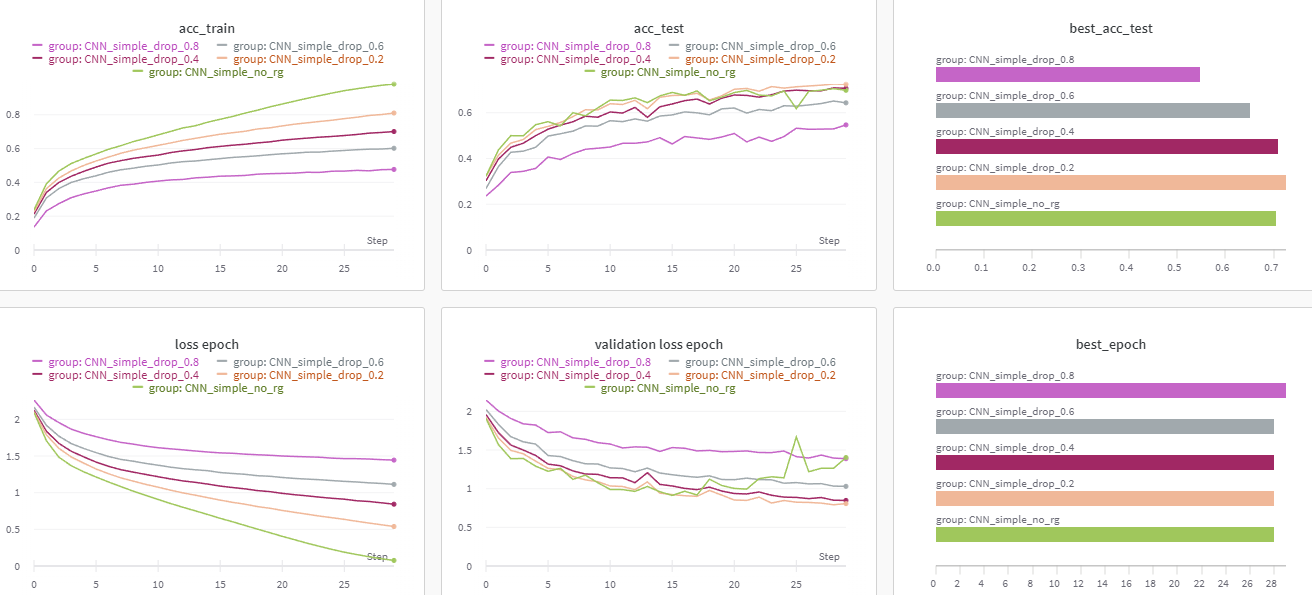 acc_train
group: CNN_simple_drop_0.8 group: CNN_simple_drop_0.6
group: CNN_simple_drop_0.4 group: CNN_simple_drop_0.2
group: CNN_simple_no_rg
0.8
0.6
0.4
0.2
0
Step
0 5 10 15 20 25
acc_test
group: CNN_simple_drop_0.8 group: CNN_simple_drop_0.6
group: CNN_simple_drop_0.4 group: CNN_simple_drop_0.2
group: CNN_simple_no_rg
0.6
0.4
0.2
0
Step
0 5 10 15 20 25
best_acc_test
group: CNN_simple_drop_0.8
group: CNN_simple_drop_0.6
group: CNN_simple_drop_0.4
group: CNN_simple_drop_0.2
group: CNN_simple_no_rg
0.0 0.1 0.2 0.3 0.4 0.5 0.6 0.7
loss epoch
group: CNN_simple_drop_0.8 group: CNN_simple_drop_0.6
group: CNN_simple_drop_0.4 group: CNN_simple_drop_0.2
group: CNN_simple_no_rg
2
1.5
1
0.5
0
Step
0 5 10 15 20 25
validation loss epoch
group: CNN_simple_drop_0.8 group: CNN_simple_drop_0.6
group: CNN_simple_drop_0.4 group: CNN_simple_drop_0.2
group: CNN_simple_no_rg
2
1.5
1
0.5
0
Step
0 5 10 15 20 25
best_epoch
group: CNN_simple_drop_0.8
group: CNN_simple_drop_0.6
group: CNN_simple_drop_0.4
group: CNN_simple_drop_0.2
group: CNN_simple_no_rg
0 2 4 6 8 10 12 14 16 18 20 22 24 26 28